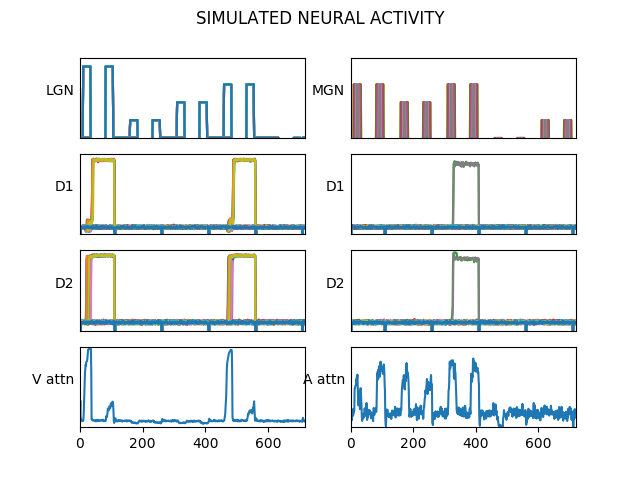 SIMULATED NEURAL ACTIVITY
LGN
MGN
D1
D1
D2
D2
V attn
A attn
0 200 400 600
0 200 400 600